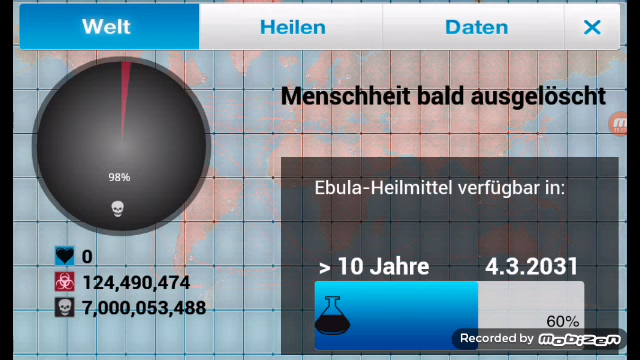 Welt Heilen Daten ×
Menschheit bald ausgelöscht
98%
Ebula-Heilmittel verfügbar in:
0
124,490,474
7,000,053,488
> 10 Jahre 4.3.2031
60%
Recorded by mobizen